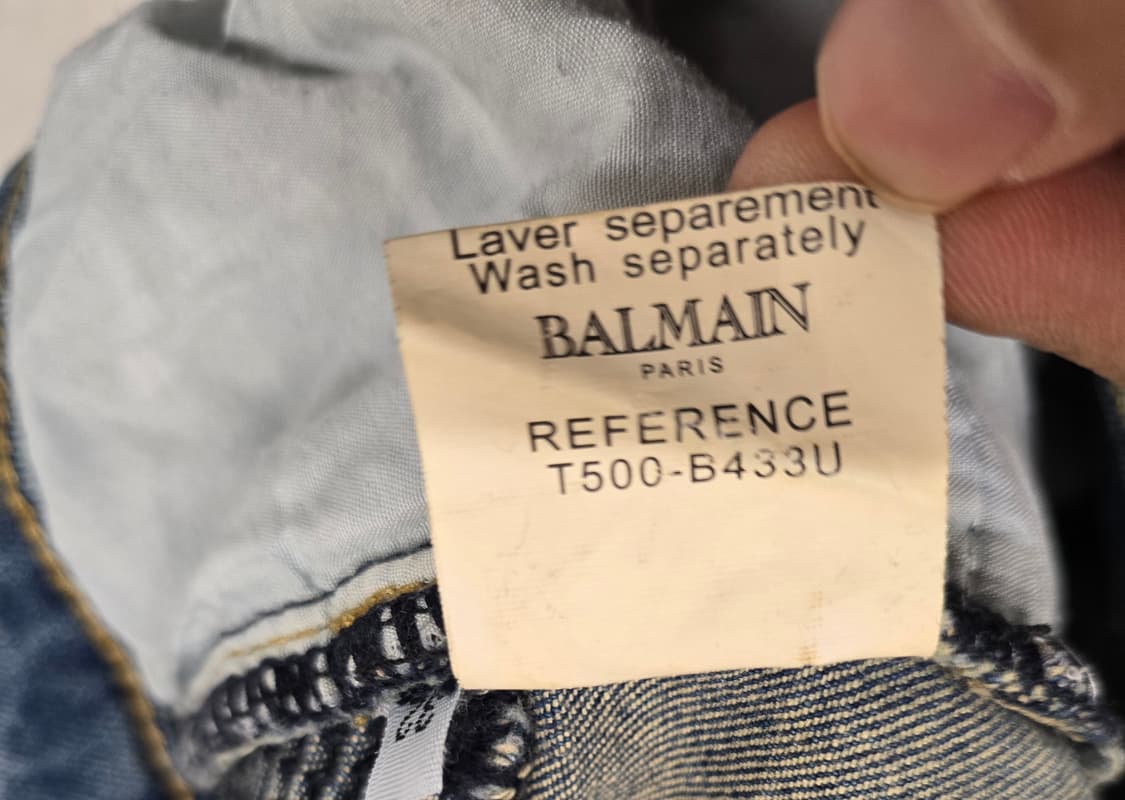 Laver separement
Wash separately
BALMAIN
PARIS
REFERENCE
T500-B433U